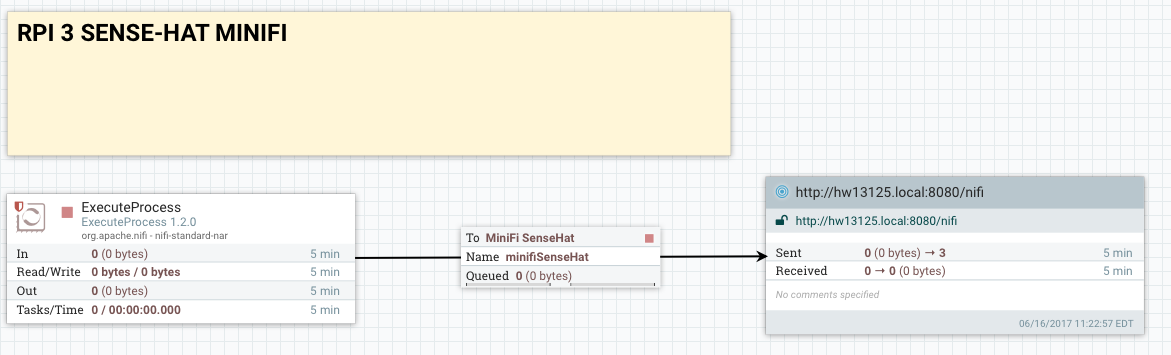 RPI 3 SENSE-HAT MINIFI
ExecuteProcess
ExecuteProcess 1.2.0
org.apache.nifi - nifi-standard-nar
In 0 (0 bytes) 5 min
Read/Write 0 bytes / 0 bytes 5 min
Out 0 (0 bytes) 5 min
Tasks/Time 0 / 00:00:00.000 5 min
To MiniFi SenseHat
Name minifiSenseHat
Queued 0 (0 bytes)
http://hw13125.local:8080/nifi
http://hw13125.local:8080/nifi
Sent 0 (0 bytes) → 3 5 min
Received 0 → 0 (0 bytes) 5 min
No comments specified
06/16/2017 11:22:57 EDT